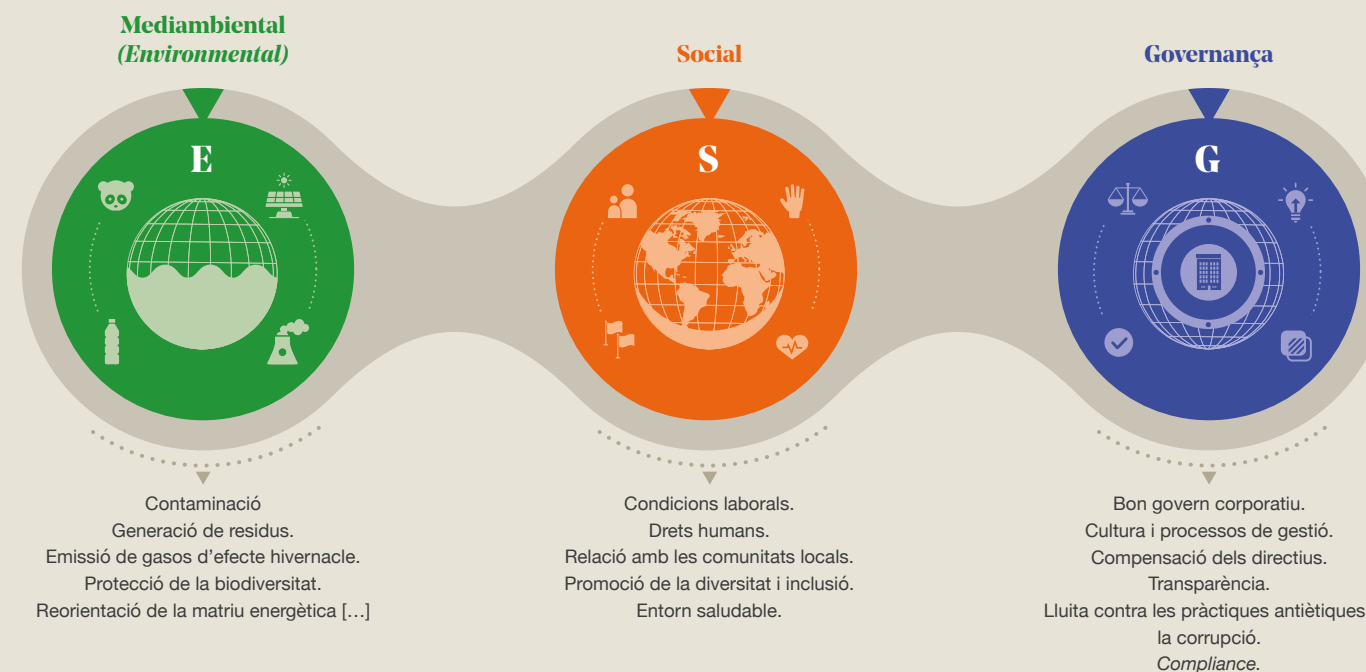 Mediambiental
(Environmental)
E
Contaminació
Generació de residus.
Emissió de gasos d’efecte hivernacle.
Protecció de la biodiversitat.
Reorientació de la matriu energètica […]
Social
S
Condicions laborals.
Drets humans.
Relació amb les comunitats locals.
Promoció de la diversitat i inclusió.
Entorn saludable.
Governança
G
Bon govern corporatiu.
Cultura i processos de gestió.
Compensació dels directius.
Transparència.
Lluita contra les pràctiques antiètiques
la corrupció.
Compliance.